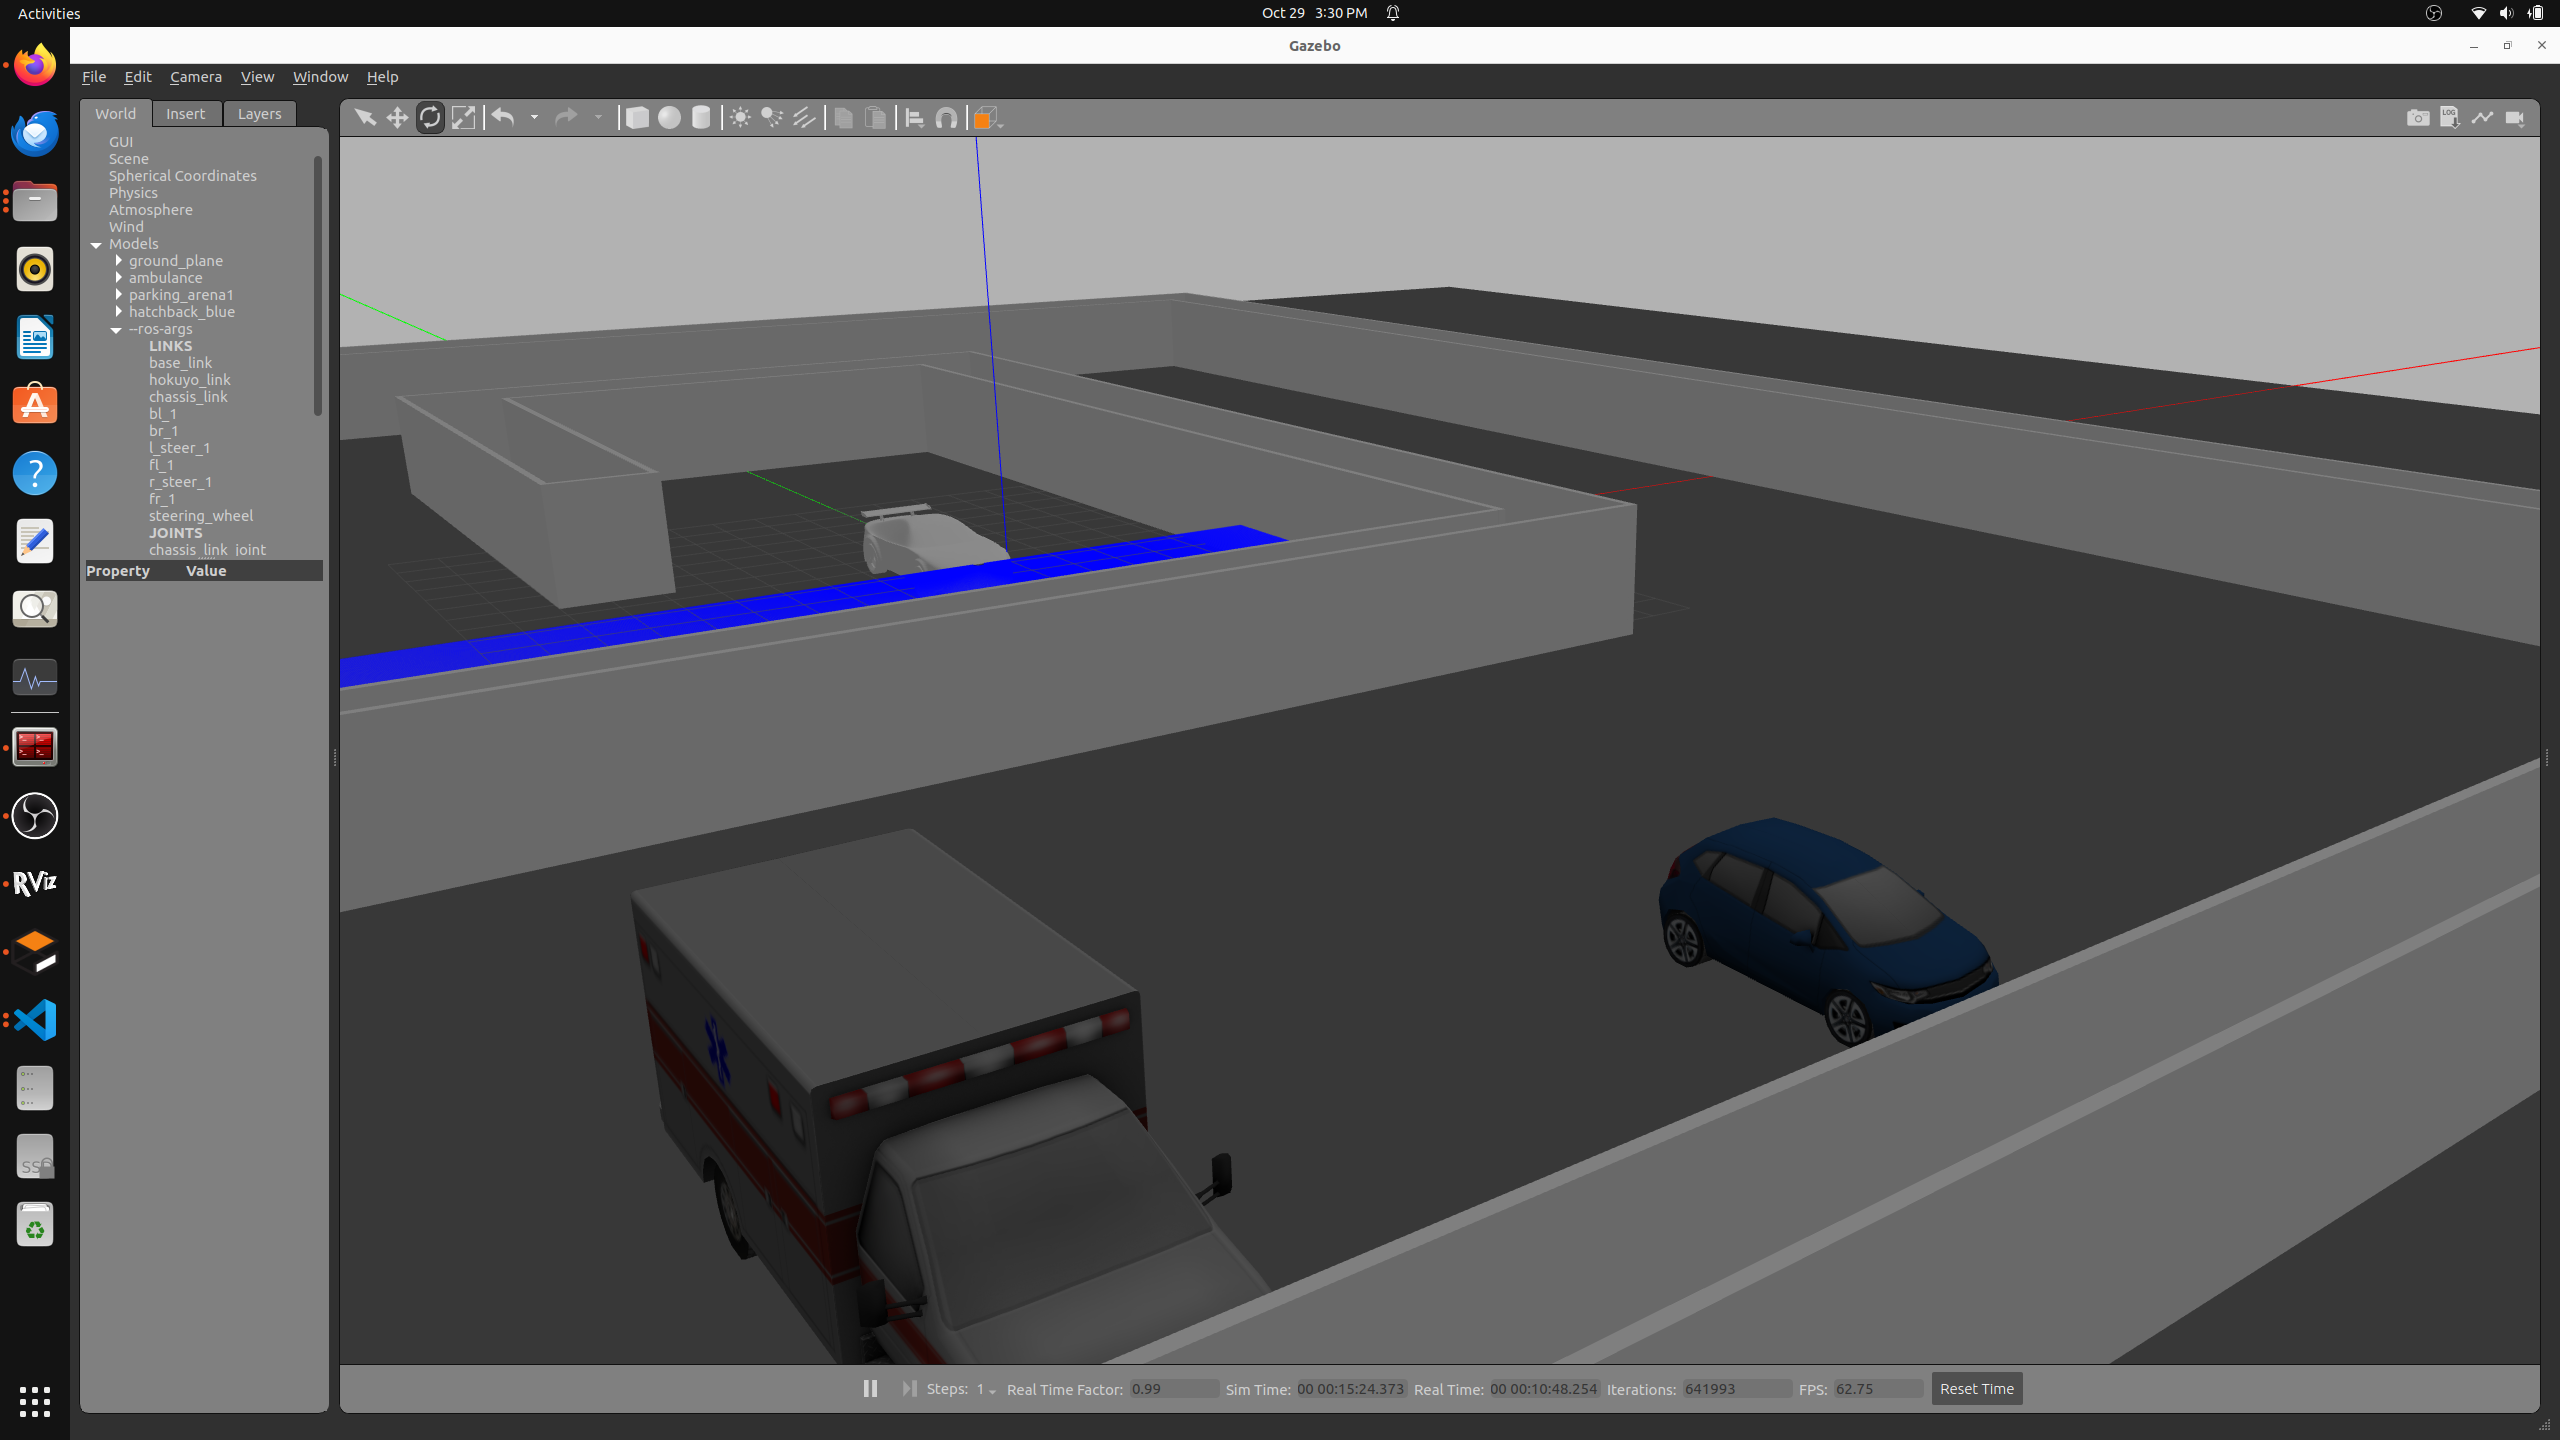 Activities
Oct 29 3:30 PM
Gazebo
File Edit Camera View Window Help
World Insert Layers
GUI
Scene
Spherical Coordinates
Physics
Atmosphere
Wind
Models
ground_plane
ambulance
parking_arena1
hatchback_blue
--ros-args
LINKS
base_link
hokuyo_link
chassis_link
bl_1
br_1
l_steer_1
fl_1
r_steer_1
fr_1
steering_wheel
JOINTS
chassis_link_joint
Property Value
LOG
RViz
SS
Steps: 1 Real Time Factor: 0.99 Sim Time: 00 00:15:24.373 Real Time: 00 00:10:48.254 Iterations: 641993 FPS: 62.75 Reset Time